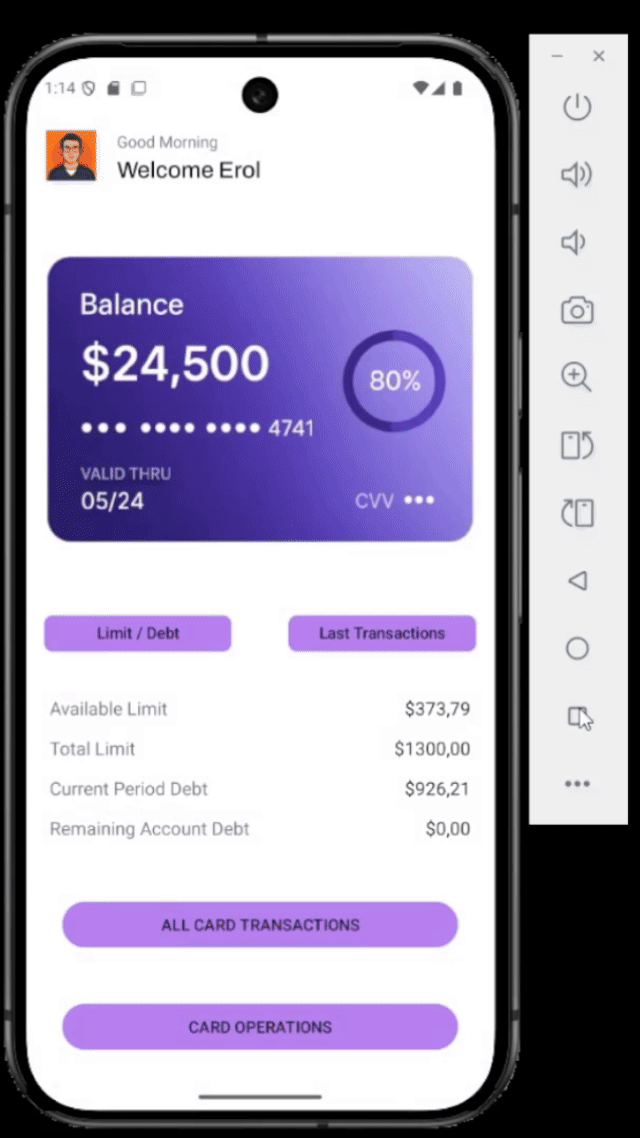 1:14
Good Morning
Welcome Erol
Balance
$24,500
80%
••• •••• •••• 4741
VALID THRU
05/24
CVV •••
Limit / Debt
Last Transactions
Available Limit $373,79
Total Limit $1300,00
Current Period Debt $926,21
Remaining Account Debt $0,00
ALL CARD TRANSACTIONS
CARD OPERATIONS